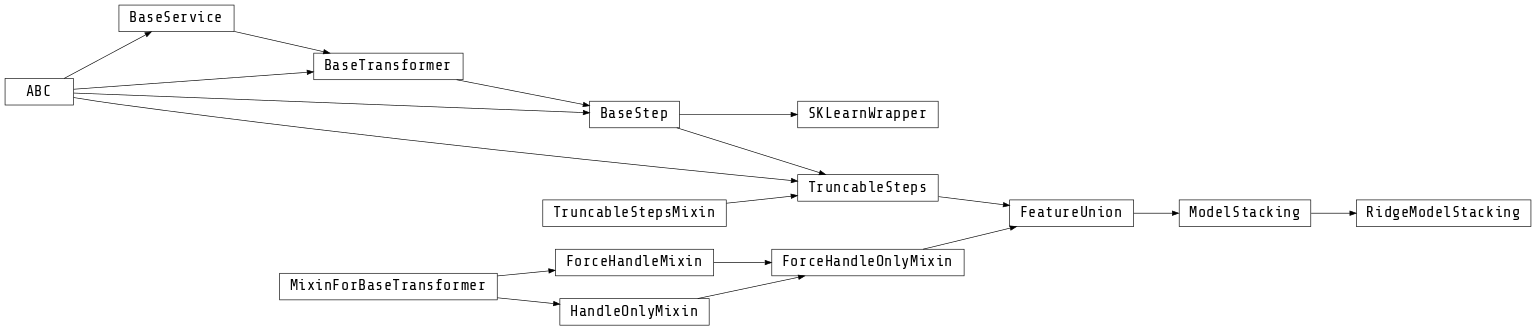 BaseService
BaseTransformer
ABC
BaseStep
SKLearnWrapper
TruncableSteps
TruncableStepsMixin
FeatureUnion
ModelStacking
RidgeModelStacking
ForceHandleMixin
ForceHandleOnlyMixin
MixinForBaseTransformer
HandleOnlyMixin